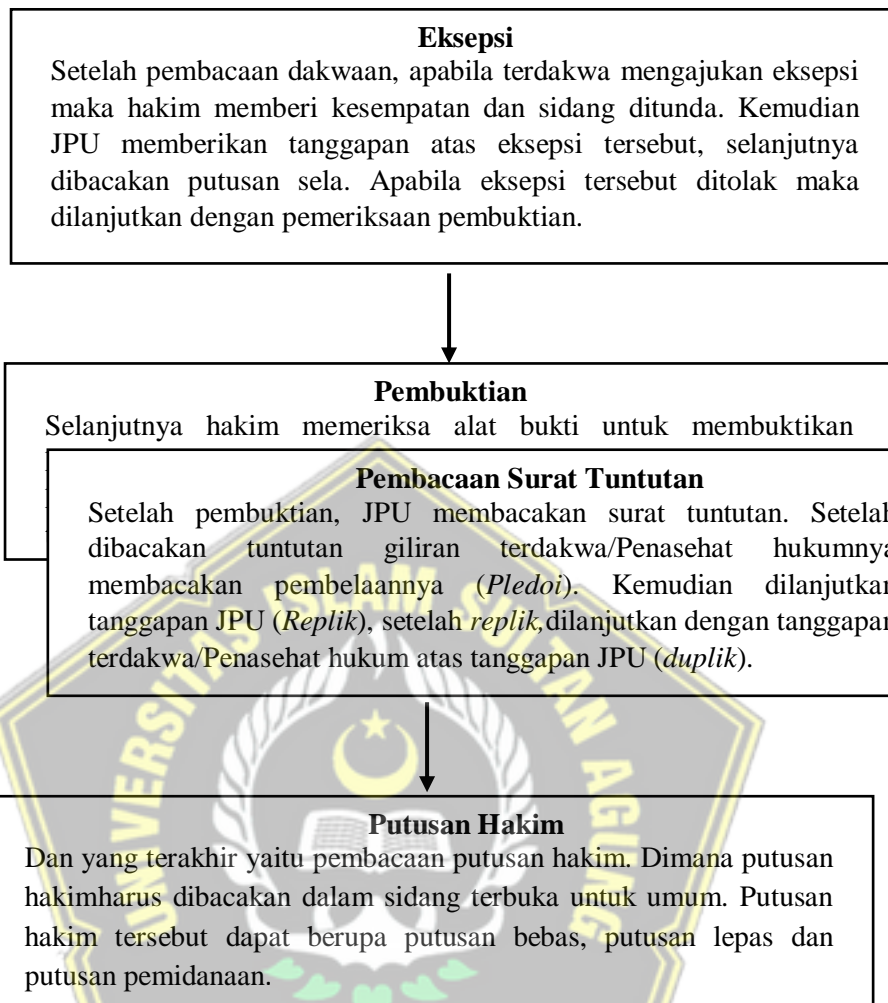 Eksepsi
Setelah pembacaan dakwaan, apabila terdakwa mengajukan eksepsi
maka hakim memberi kesempatan dan sidang ditunda. Kemudian
JPU memberikan tanggapan atas eksepsi tersebut, selanjutnya
dibacakan putusan sela. Apabila eksepsi tersebut ditolak maka
dilanjutkan dengan pemeriksaan pembuktian.
Pembuktian
Selanjutnya hakim memeriksa alat bukti untuk membuktikan
Pembacaan Surat Tuntutan
Setelah pembuktian, JPU membacakan surat tuntutan. Setelah
dibacakan tuntutan giliran terdakwa/Penasehat hukumnya
membacakan pembelaannya (Pledoi). Kemudian dilanjutkan
tanggapan JPU (Replik), setelah replik,dilanjutkan dengan tanggapan
terdakwa/Penasehat hukum atas tanggapan JPU (duplik).
UNIVERSITAS ISLAM SULTAN AGUNG
Putusan Hakim
Dan yang terakhir yaitu pembacaan putusan hakim. Dimana putusan
hakimharus dibacakan dalam sidang terbuka untuk umum. Putusan
hakim tersebut dapat berupa putusan bebas, putusan lepas dan
putusan pemidanaan.